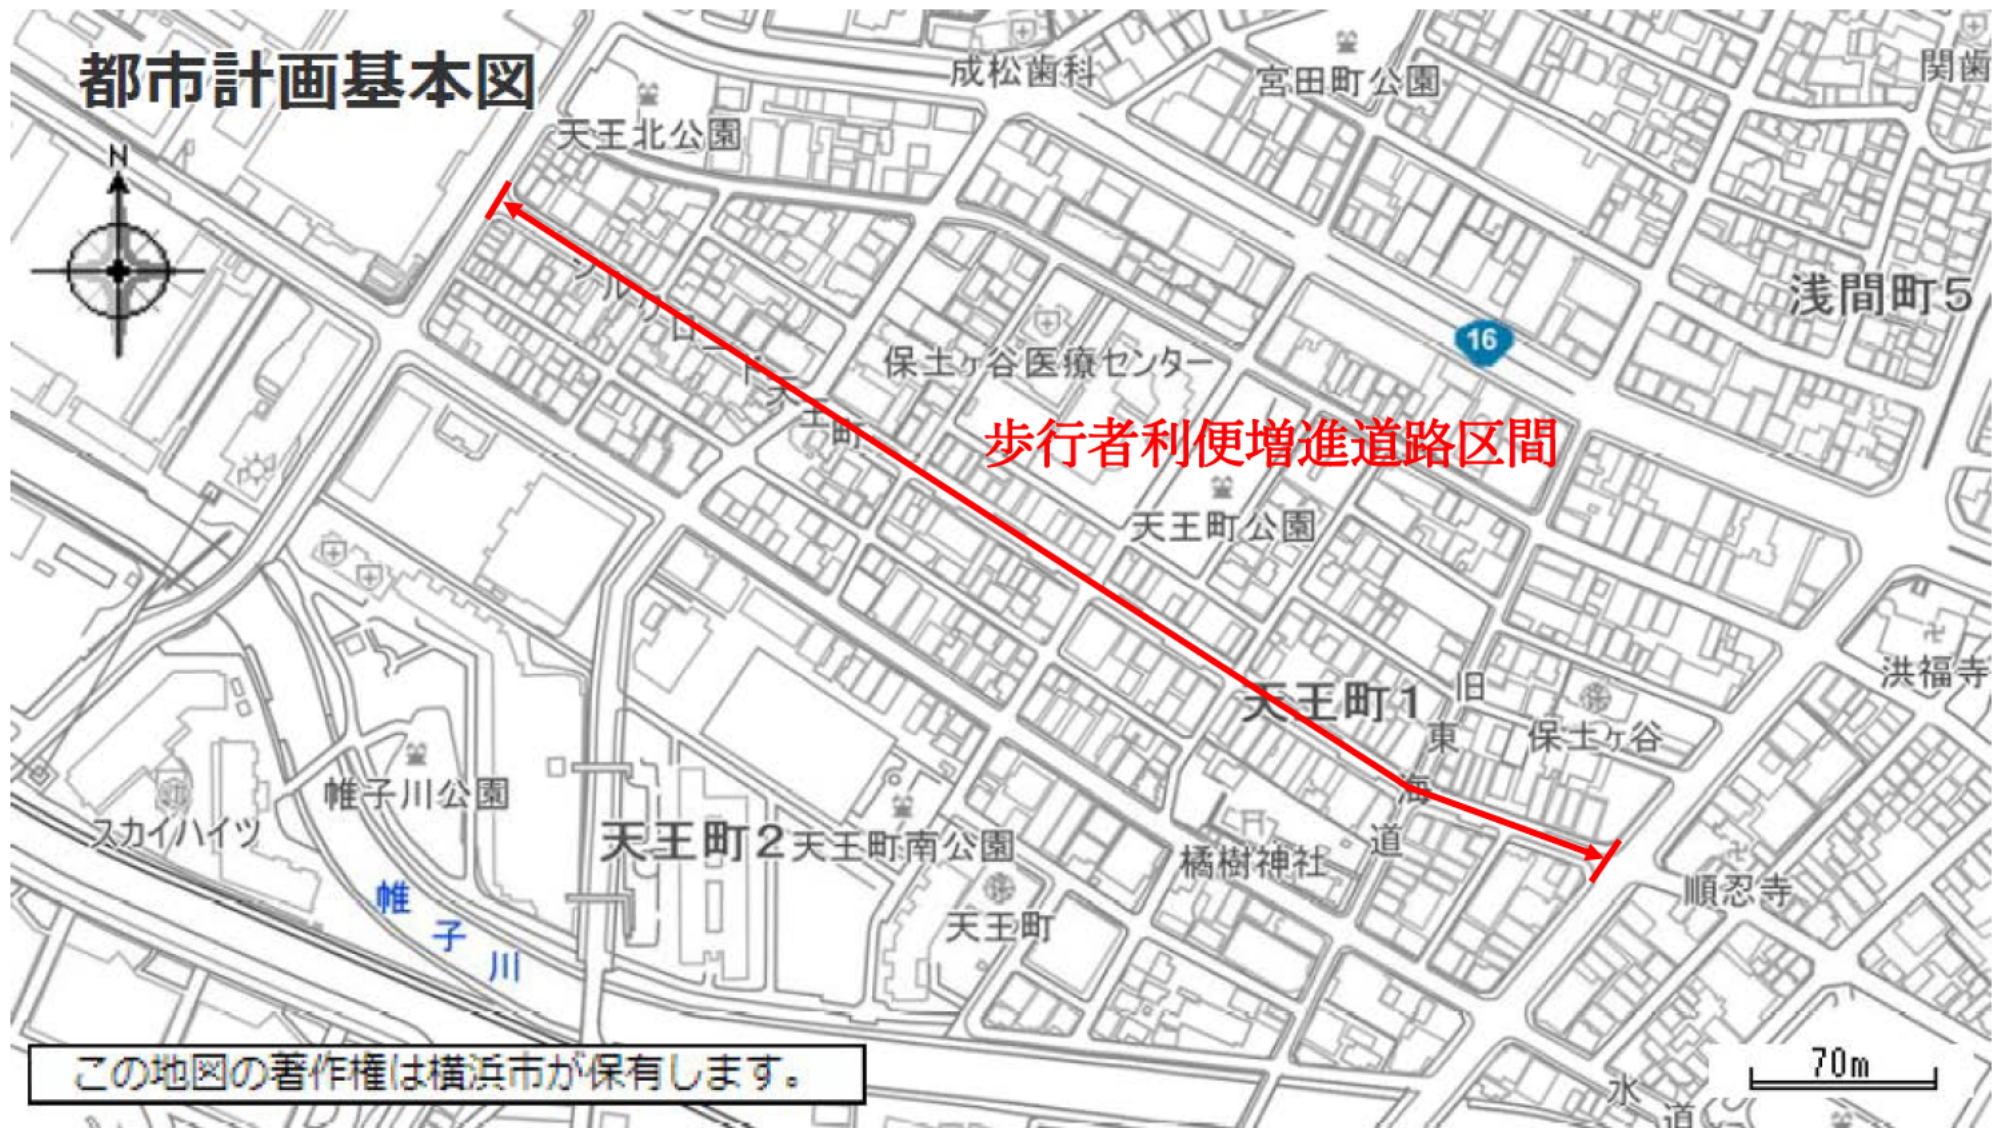 都市計画基本図
N
成松歯科
宮田町公園
関歯
天王北公園
シルクロード天王町
浅間町5
16
保土ヶ谷医療センター
歩行者利便増進道路区間
天王町公園
洪福寺
天王町1
旧東海道
保土ヶ谷
帷子川公園
スカイハイツ
天王町2
天王町南公園
橘樹神社
順忍寺
帷子川
天王町
この地図の著作権は横浜市が保有します。
70m
水道